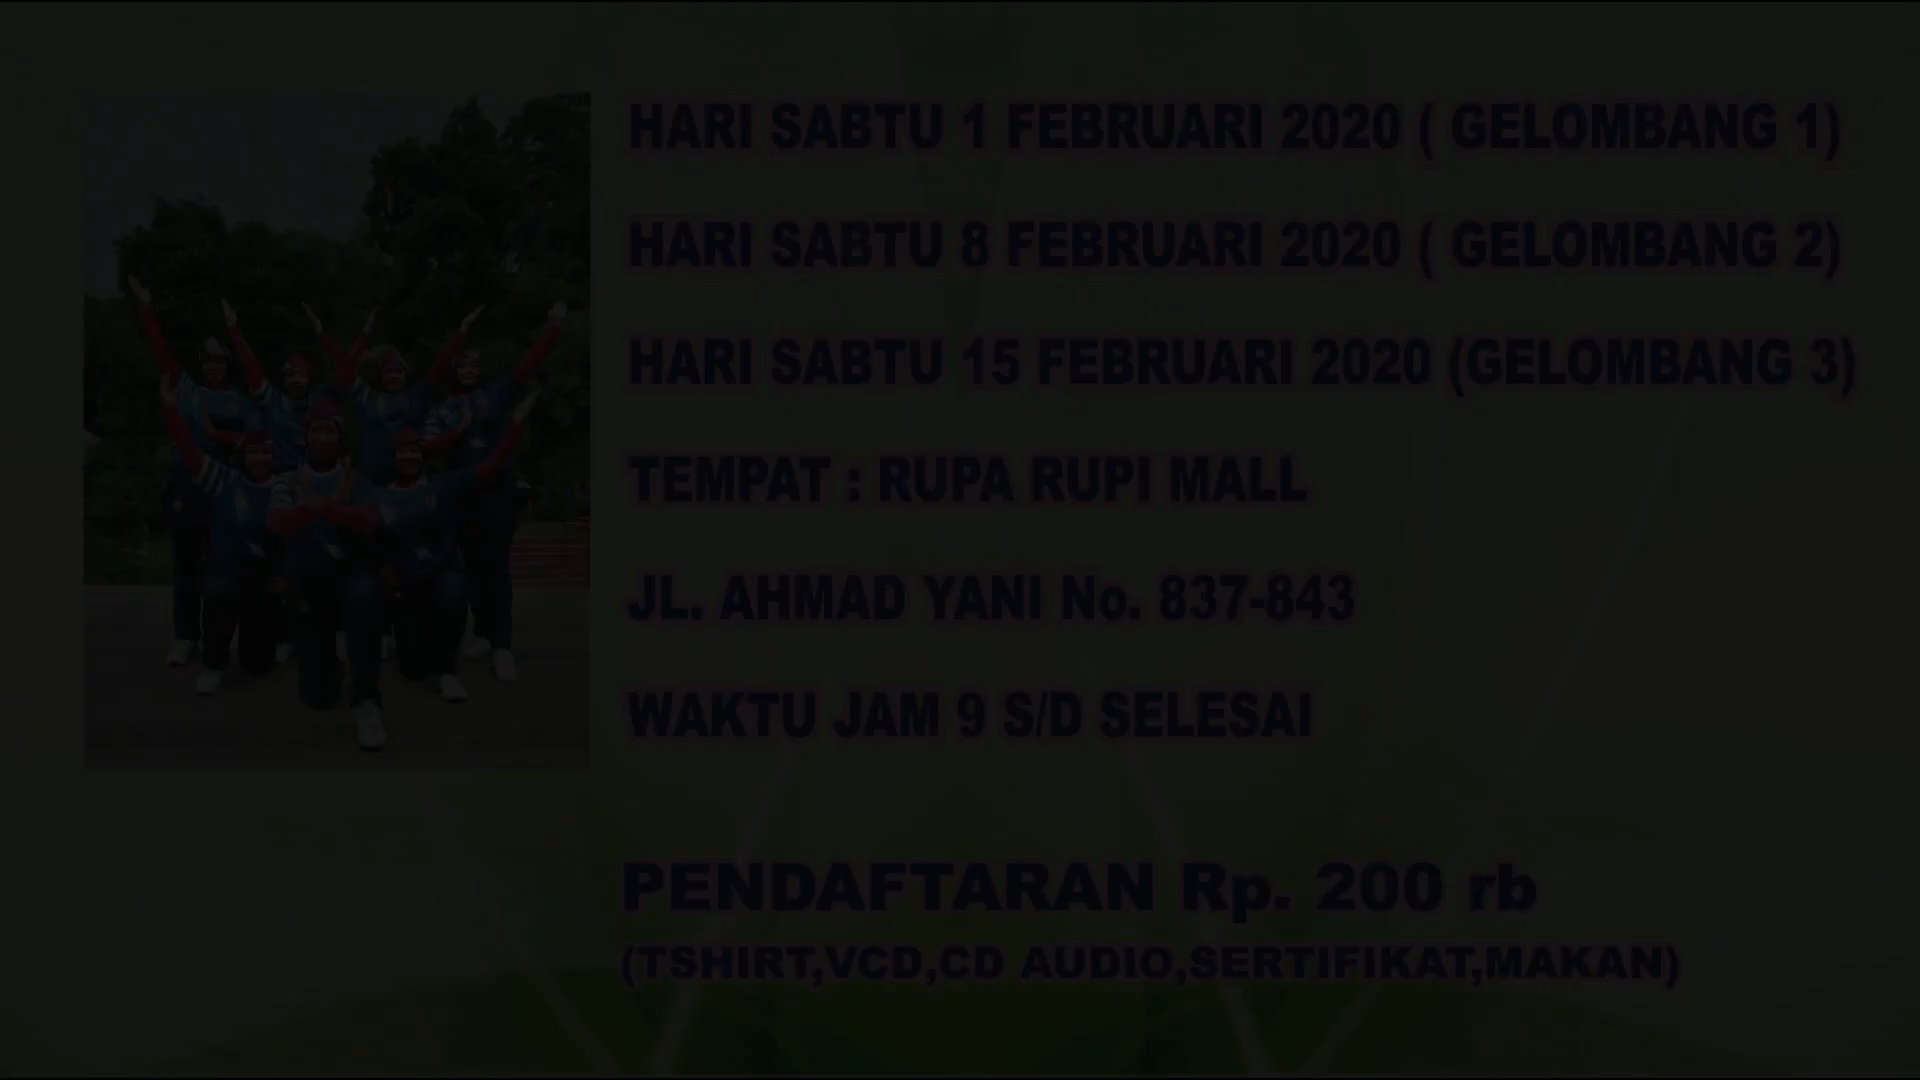 HARI SABTU 1 FEBRUARI 2020 ( GELOMBANG 1)
HARI SABTU 8 FEBRUARI 2020 ( GELOMBANG 2)
HARI SABTU 15 FEBRUARI 2020 (GELOMBANG 3)
TEMPAT : RUPA RUPI MALL
JL. AHMAD YANI No. 837-843
WAKTU JAM 9 S/D SELESAI
PENDAFTARAN Rp. 200 rb
(TSHIRT,VCD,CD AUDIO,SERTIFIKAT,MAKAN)